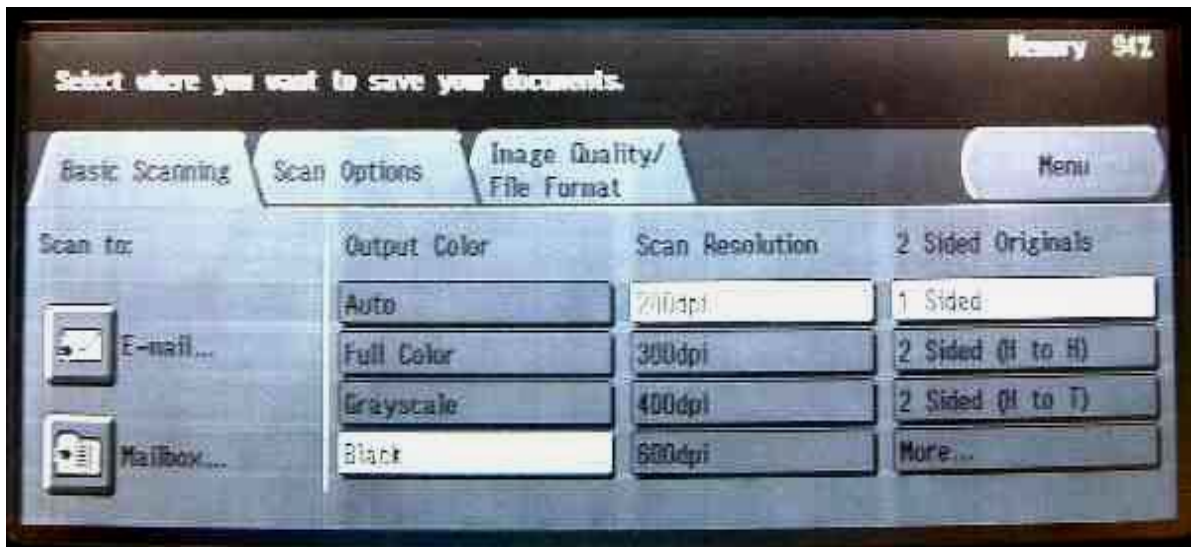 Memory 94%
Select where you want to save your documents.
Basic Scanning
Scan Options
Image Quality/
File Format
Menu
Scan to:
E-mail...
Mailbox...
Output Color
Auto
Full Color
Grayscale
Black
Scan Resolution
200dpi
300dpi
400dpi
600dpi
2 Sided Originals
1 Sided
2 Sided (H to H)
2 Sided (H to T)
More...